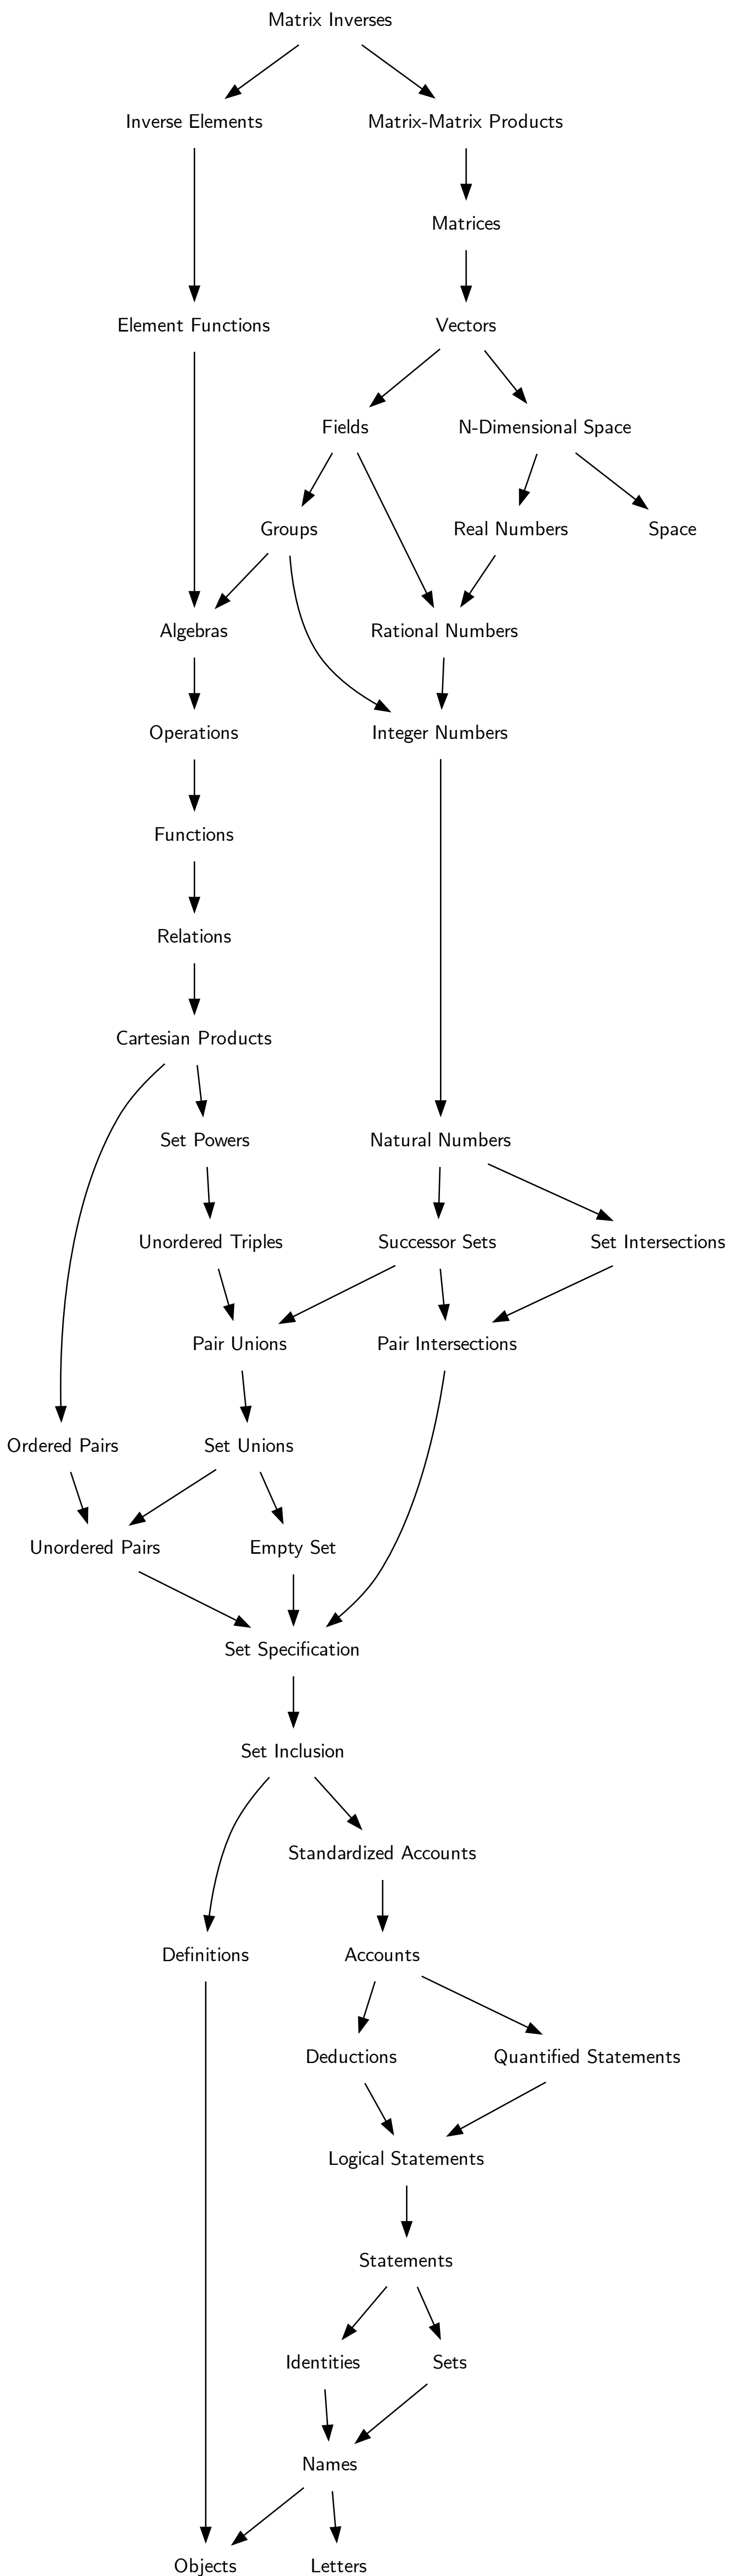 Matrix Inverses
Inverse Elements
Matrix-Matrix Products
Matrices
Element Functions
Vectors
Fields
N-Dimensional Space
Groups
Real Numbers
Space
Algebras
Rational Numbers
Operations
Integer Numbers
Functions
Relations
Cartesian Products
Set Powers
Natural Numbers
Unordered Triples
Successor Sets
Set Intersections
Pair Unions
Pair Intersections
Ordered Pairs
Set Unions
Unordered Pairs
Empty Set
Set Specification
Set Inclusion
Standardized Accounts
Definitions
Accounts
Deductions
Quantified Statements
Logical Statements
Statements
Identities
Sets
Names
Objects
Letters